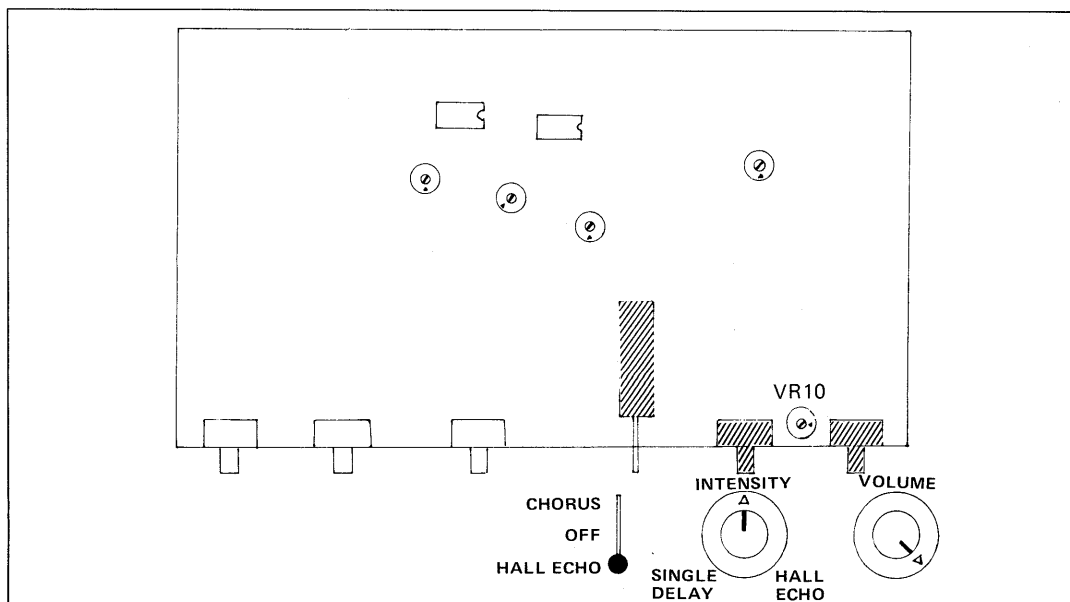 VR10
INTENSITY
VOLUME
CHORUS
OFF
HALL ECHO
SINGLE
DELAY
HALL
ECHO